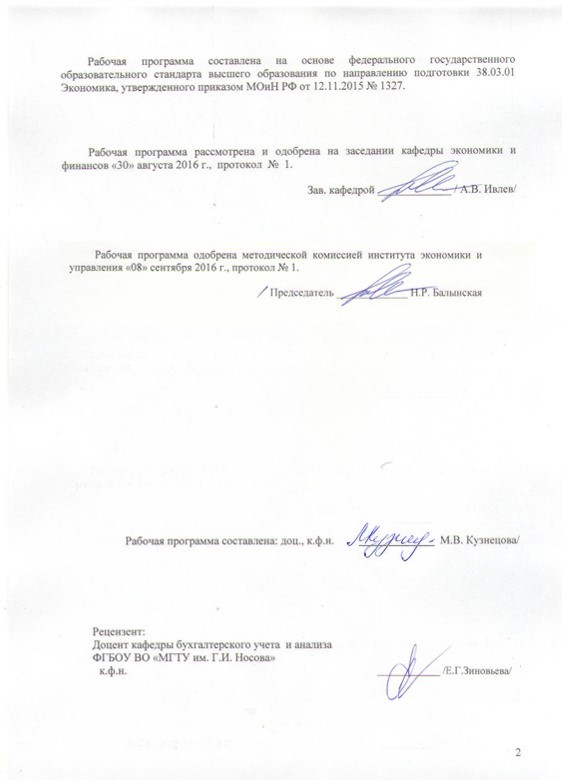 Рабочая программа составлена на основе федерального государственного
образовательного стандарта высшего образования по направлению подготовки 38.03.01
Экономика, утвержденного приказом МОиН РФ от 12.11.2015 № 1327.
Рабочая программа рассмотрена и одобрена на заседании кафедры экономики и
финансов «30» августа 2016 г., протокол № 1.
Зав. кафедрой / А.В. Ивлев/
Рабочая программа одобрена методической комиссией института экономики и
управления «08» сентября 2016 г., протокол № 1.
/ Председатель Н.Р. Балынская
Рабочая программа составлена: доц., к.ф.н. М.В. Кузнецова/
Рецензент:
Доцент кафедры бухгалтерского учета и анализа
ФГБОУ ВО «МГТУ им. Г.И. Носова»
к.ф.н. /Е.Г.Зиновьева/
2